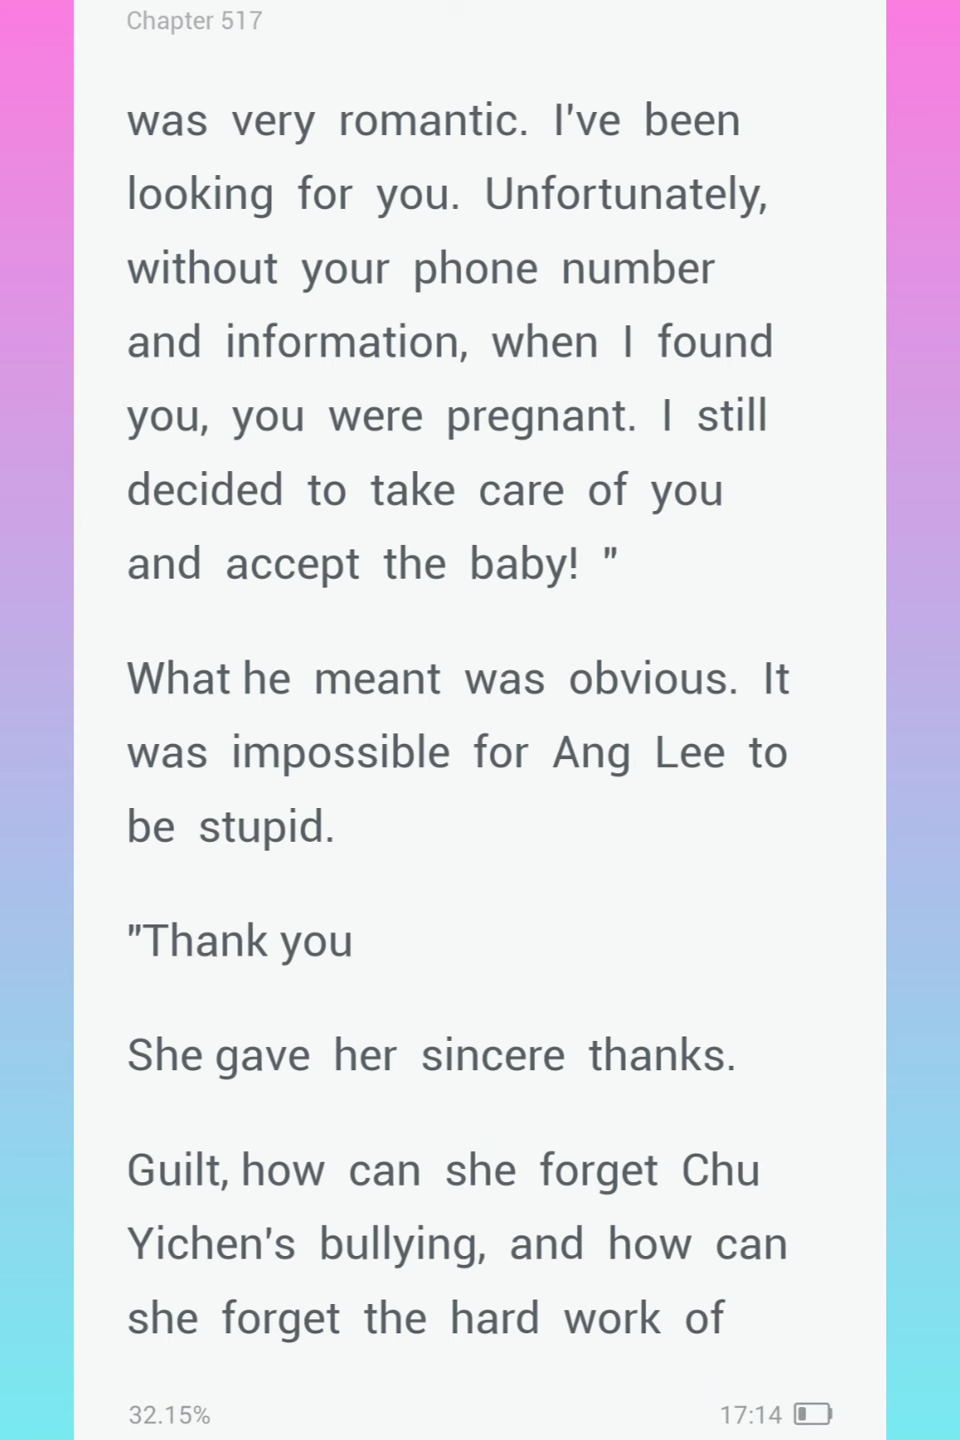 Chapter 517
was very romantic. I've been
looking for you. Unfortunately,
without your phone number
and information, when I found
you, you were pregnant. I still
decided to take care of you
and accept the baby! "
What he meant was obvious. It
was impossible for Ang Lee to
be stupid.
"Thank you
She gave her sincere thanks.
Guilt, how can she forget Chu
Yichen's bullying, and how can
she forget the hard work of
32.15%
17:14